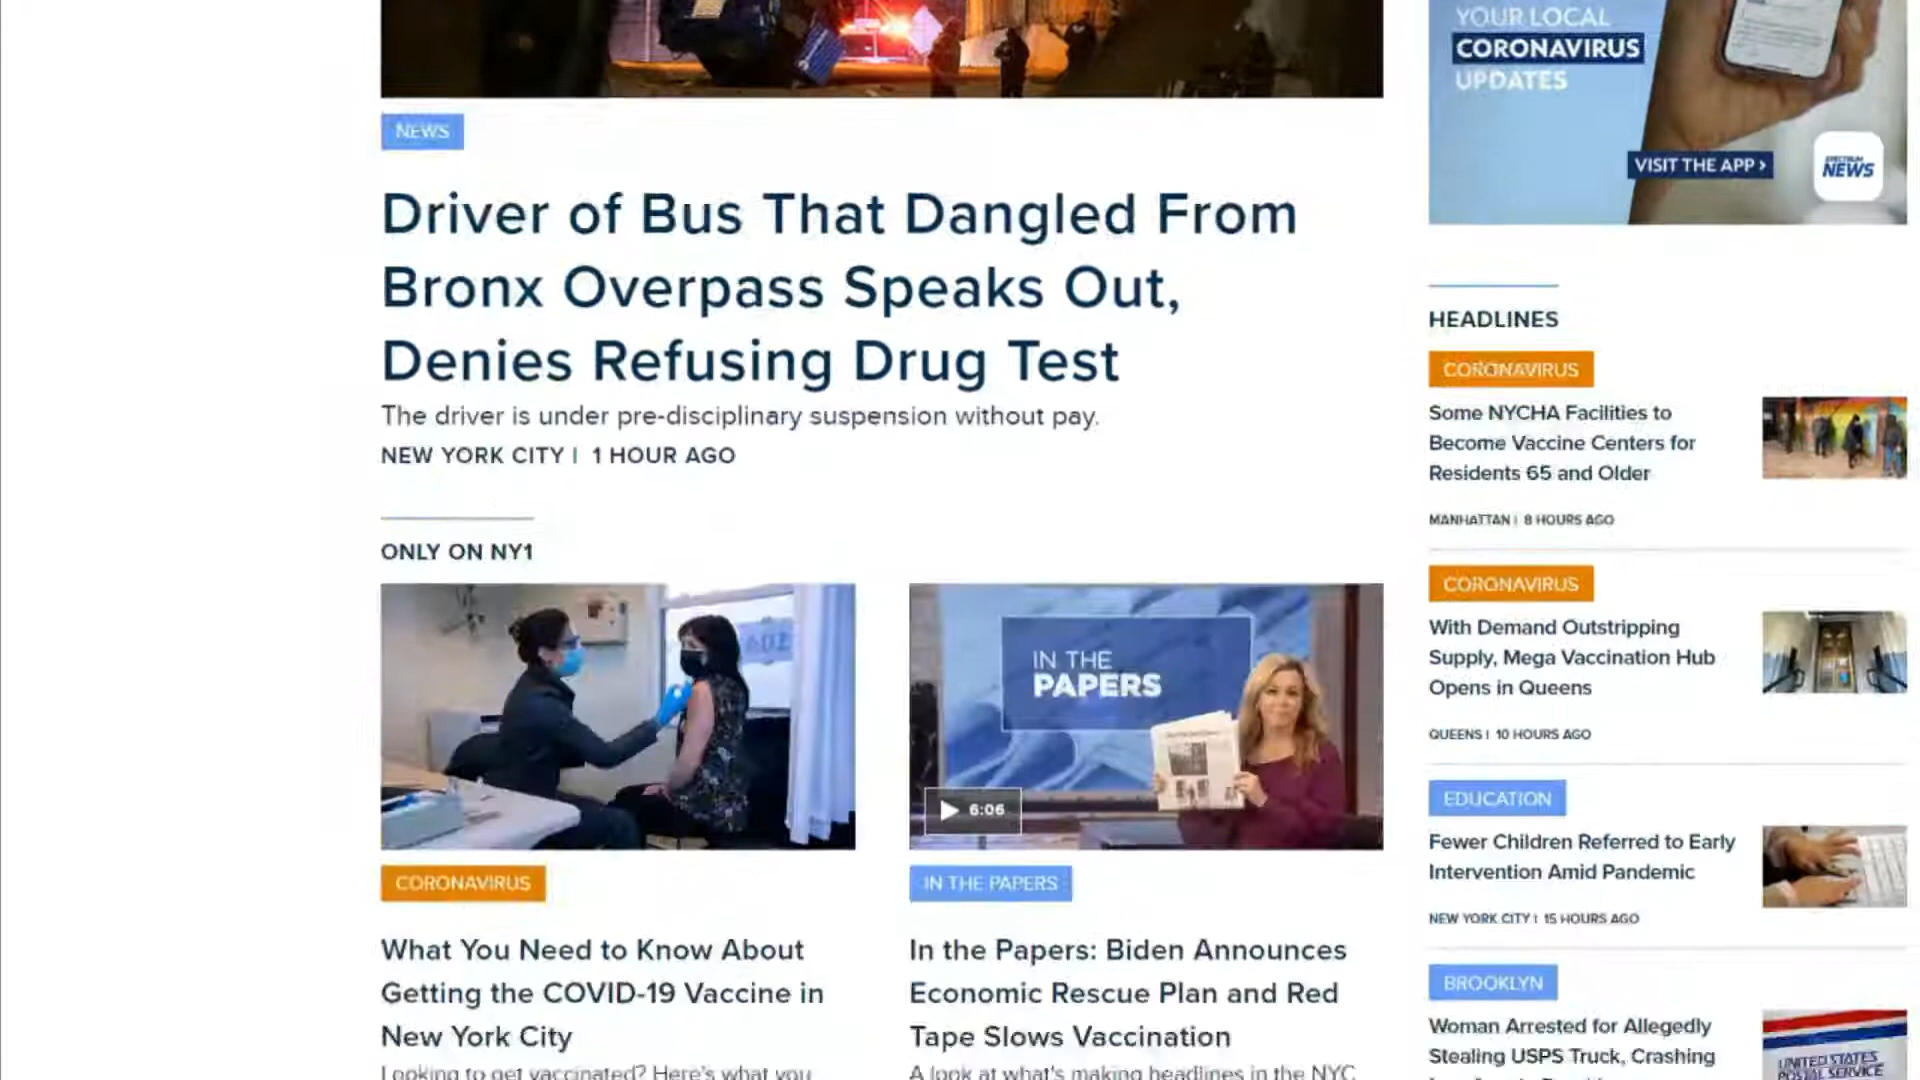 YOUR LOCAL
CORONAVIRUS
UPDATES
VISIT THE APP >
SPECTRUM
NEWS
NEWS
Driver of Bus That Dangled From
Bronx Overpass Speaks Out,
Denies Refusing Drug Test
The driver is under pre-disciplinary suspension without pay.
NEW YORK CITY | 1 HOUR AGO
ONLY ON NY1
IN THE
PAPERS
6:06
CORONAVIRUS
What You Need to Know About
Getting the COVID-19 Vaccine in
New York City
Looking to get vaccinated? Here's what you
IN THE PAPERS
In the Papers: Biden Announces
Economic Rescue Plan and Red
Tape Slows Vaccination
A look at what's making headlines in the NYC
HEADLINES
CORONAVIRUS
Some NYCHA Facilities to
Become Vaccine Centers for
Residents 65 and Older
MANHATTAN | 8 HOURS AGO
CORONAVIRUS
With Demand Outstripping
Supply, Mega Vaccination Hub
Opens in Queens
QUEENS | 10 HOURS AGO
EDUCATION
Fewer Children Referred to Early
Intervention Amid Pandemic
NEW YORK CITY | 15 HOURS AGO
BROOKLYN
Woman Arrested for Allegedly
Stealing USPS Truck, Crashing
UNITED STATES
POSTAL SERVICE